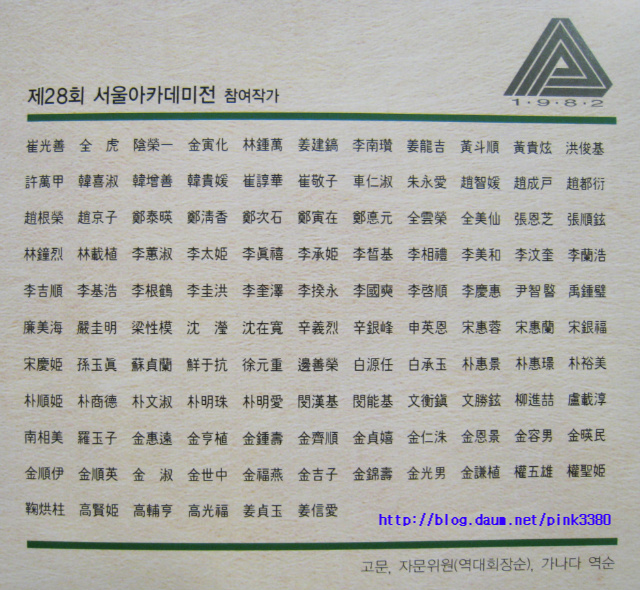 1·9·8·2
제28회 서울아카데미전 참여작가
崔光善 全 虎 陰榮一 金寅化 林鍾萬 姜建鎬 李南瓚 姜龍吉 黃斗順 黃貴炫 洪俊基
許萬甲 韓喜淑 韓增善 韓貴媛 崔諄華 崔敬子 車仁淑 朱永愛 趙智媛 趙成戸 趙都衍
趙根榮 趙京子 鄭泰暎 鄭淸香 鄭次石 鄭寅在 鄭悳元 全雲榮 全美仙 張恩芝 張順鉉
林鐘烈 林載植 李蕙淑 李太姬 李眞禧 李承姬 李晳基 李相禮 李美和 李汶奎 李蘭浩
李吉順 李基浩 李根鶴 李圭洪 李奎澤 李揆永 李國爽 李啓順 李慶惠 尹智 禹鍾璧
廉美海 嚴圭明 梁性模 沈 瀅 沈在寬 辛義烈 辛銀峰 申英恩 宋惠蓉 宋惠蘭 宋銀福
宋慶姬 孫玉眞 蘇貞蘭 鮮于抗 徐元重 邊善榮 白源任 白承玉 朴惠景 朴惠璟 朴裕美
朴順姬 朴商德 朴文淑 朴明珠 朴明愛 閔漢基 閔能基 文衡鎭 文勝鉉 柳進喆 盧載淳
南相美 羅玉子 金惠遠 金亨植 金鍾壽 金齊順 金貞嬉 金仁洙 金恩景 金容男 金暎民
金順伊 金順英 金 淑 金世中 金福燕 金吉子 金錦壽 金光男 金謙植 權五雄 權聖姬
鞠烘柱 高賢姬 高輔亨 高光福 姜貞玉 姜信愛
http://blog.daum.net/pink3380
고문, 자문위원(역대회장순), 가나다 역순